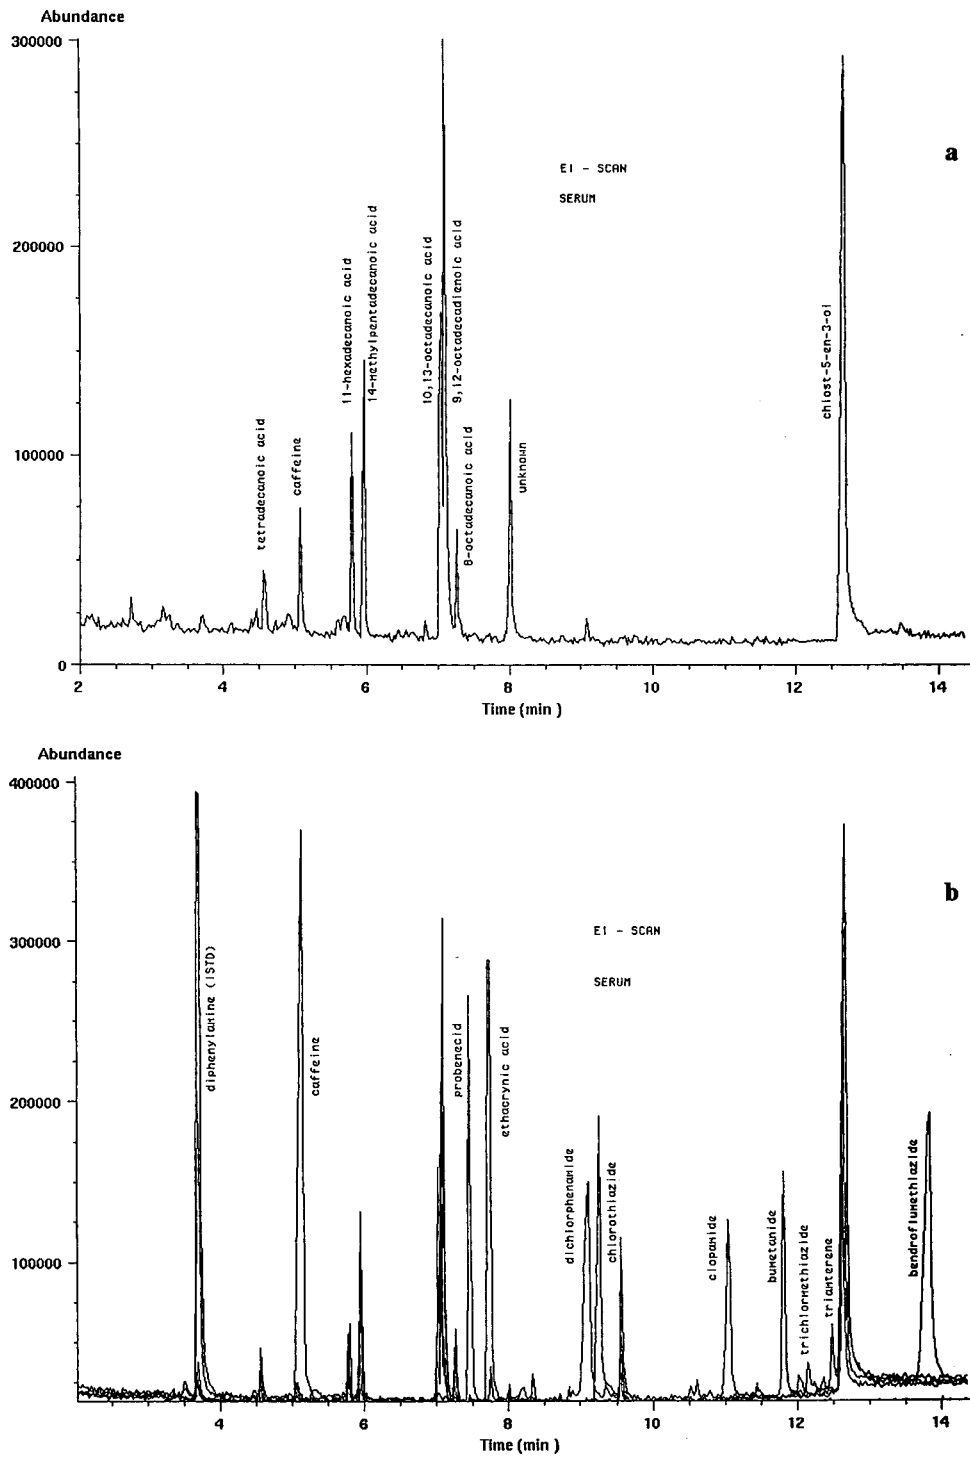 Abundance
300000
200000
100000
0
2
4
6
8
10
12
14
Time (min )
a
EI - SCAN
SERUM
tetradecanoic acid
caffeine
11-hexadecanoic acid
14-methylpentadecanoic acid
10,13-octadecanoic acid
9,12-octadecadienoic acid
8-octadecanoic acid
unknown
chlost-5-en-3-ol
Abundance
400000
300000
200000
100000
4
6
8
10
12
14
Time (min )
b
EI - SCAN
SERUM
diphenylamine (ISTD)
caffeine
probenecid
ethacrynic acid
dichlorphenamide
chlorothiazide
clopamide
bumetanide
trichlormethiazide
triamterene
bendroflumethiazide